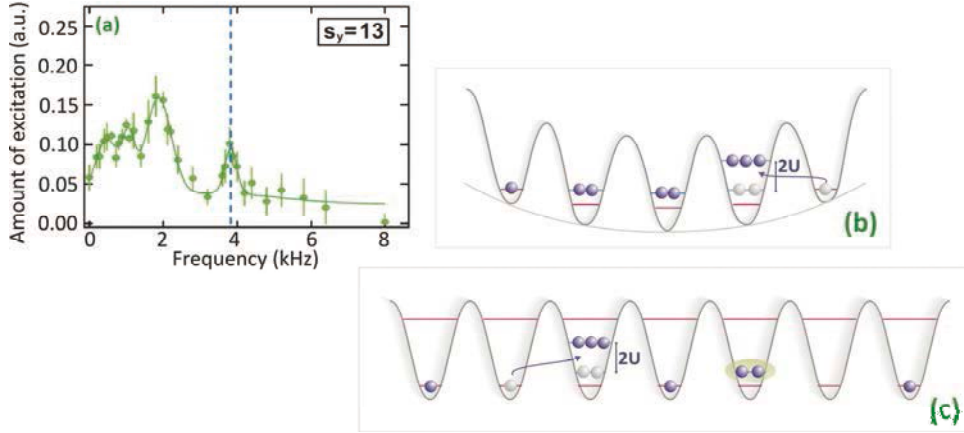 (a)
s_y=13
0.25
0.20
0.15
0.10
0.05
0.00
Amount of excitation (a.u.)
0 2 4 6 8
Frequency (kHz)
2U
(b)
2U
(c)